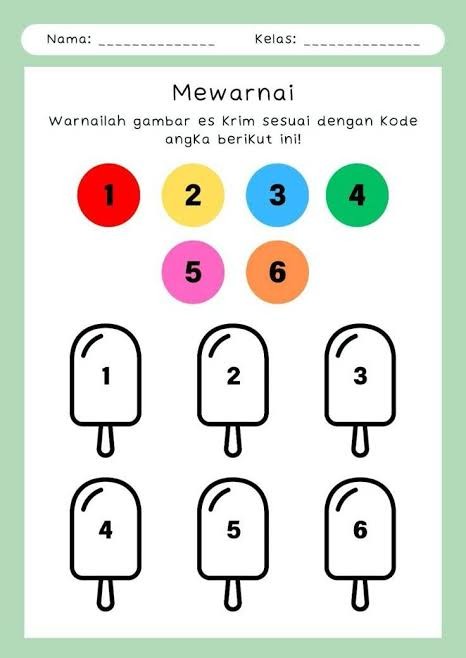 Nama: ______________ Kelas: ______________
Mewarnai
Warnailah gambar es krim sesuai dengan kode
angka berikut ini!
1 2 3 4
5 6
1 2 3
4 5 6